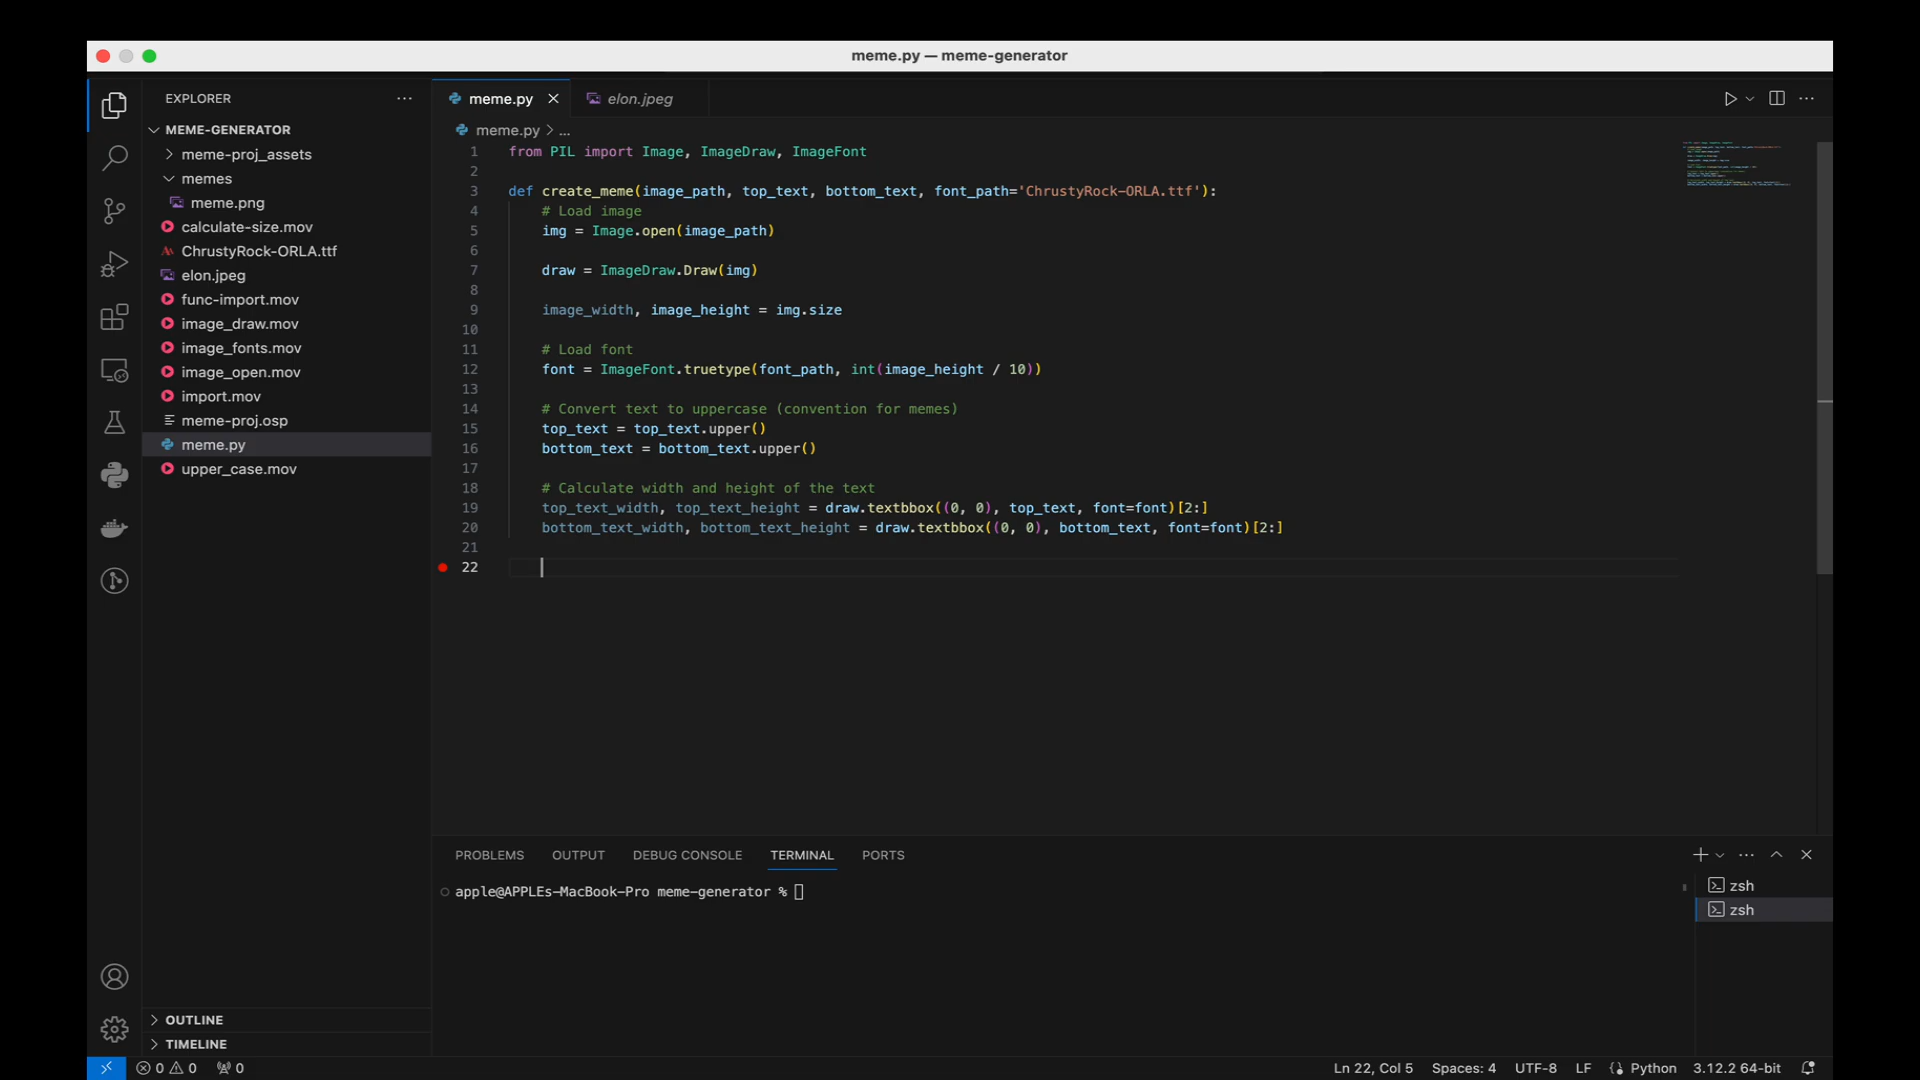 meme.py — meme-generator
EXPLORER
MEME-GENERATOR
meme-proj_assets
memes
meme.png
calculate-size.mov
ChrustyRock-ORLA.ttf
elon.jpeg
func-import.mov
image_draw.mov
image_fonts.mov
image_open.mov
import.mov
meme-proj.osp
meme.py
upper_case.mov
OUTLINE
TIMELINE
meme.py
elon.jpeg
meme.py > ...
1 from PIL import Image, ImageDraw, ImageFont
2
3 def create_meme(image_path, top_text, bottom_text, font_path='ChrustyRock-ORLA.ttf'):
4     # Load image
5     img = Image.open(image_path)
6
7     draw = ImageDraw.Draw(img)
8
9     image_width, image_height = img.size
10
11     # Load font
12     font = ImageFont.truetype(font_path, int(image_height / 10))
13
14     # Convert text to uppercase (convention for memes)
15     top_text = top_text.upper()
16     bottom_text = bottom_text.upper()
17
18     # Calculate width and height of the text
19     top_text_width, top_text_height = draw.textbbox((0, 0), top_text, font=font)[2:]
20     bottom_text_width, bottom_text_height = draw.textbbox((0, 0), bottom_text, font=font)[2:]
21
22
PROBLEMS OUTPUT DEBUG CONSOLE TERMINAL PORTS
apple@APPLEs-MacBook-Pro meme-generator %
zsh
zsh
0 0 0
Ln 22, Col 5 Spaces: 4 UTF-8 LF Python 3.12.2 64-bit